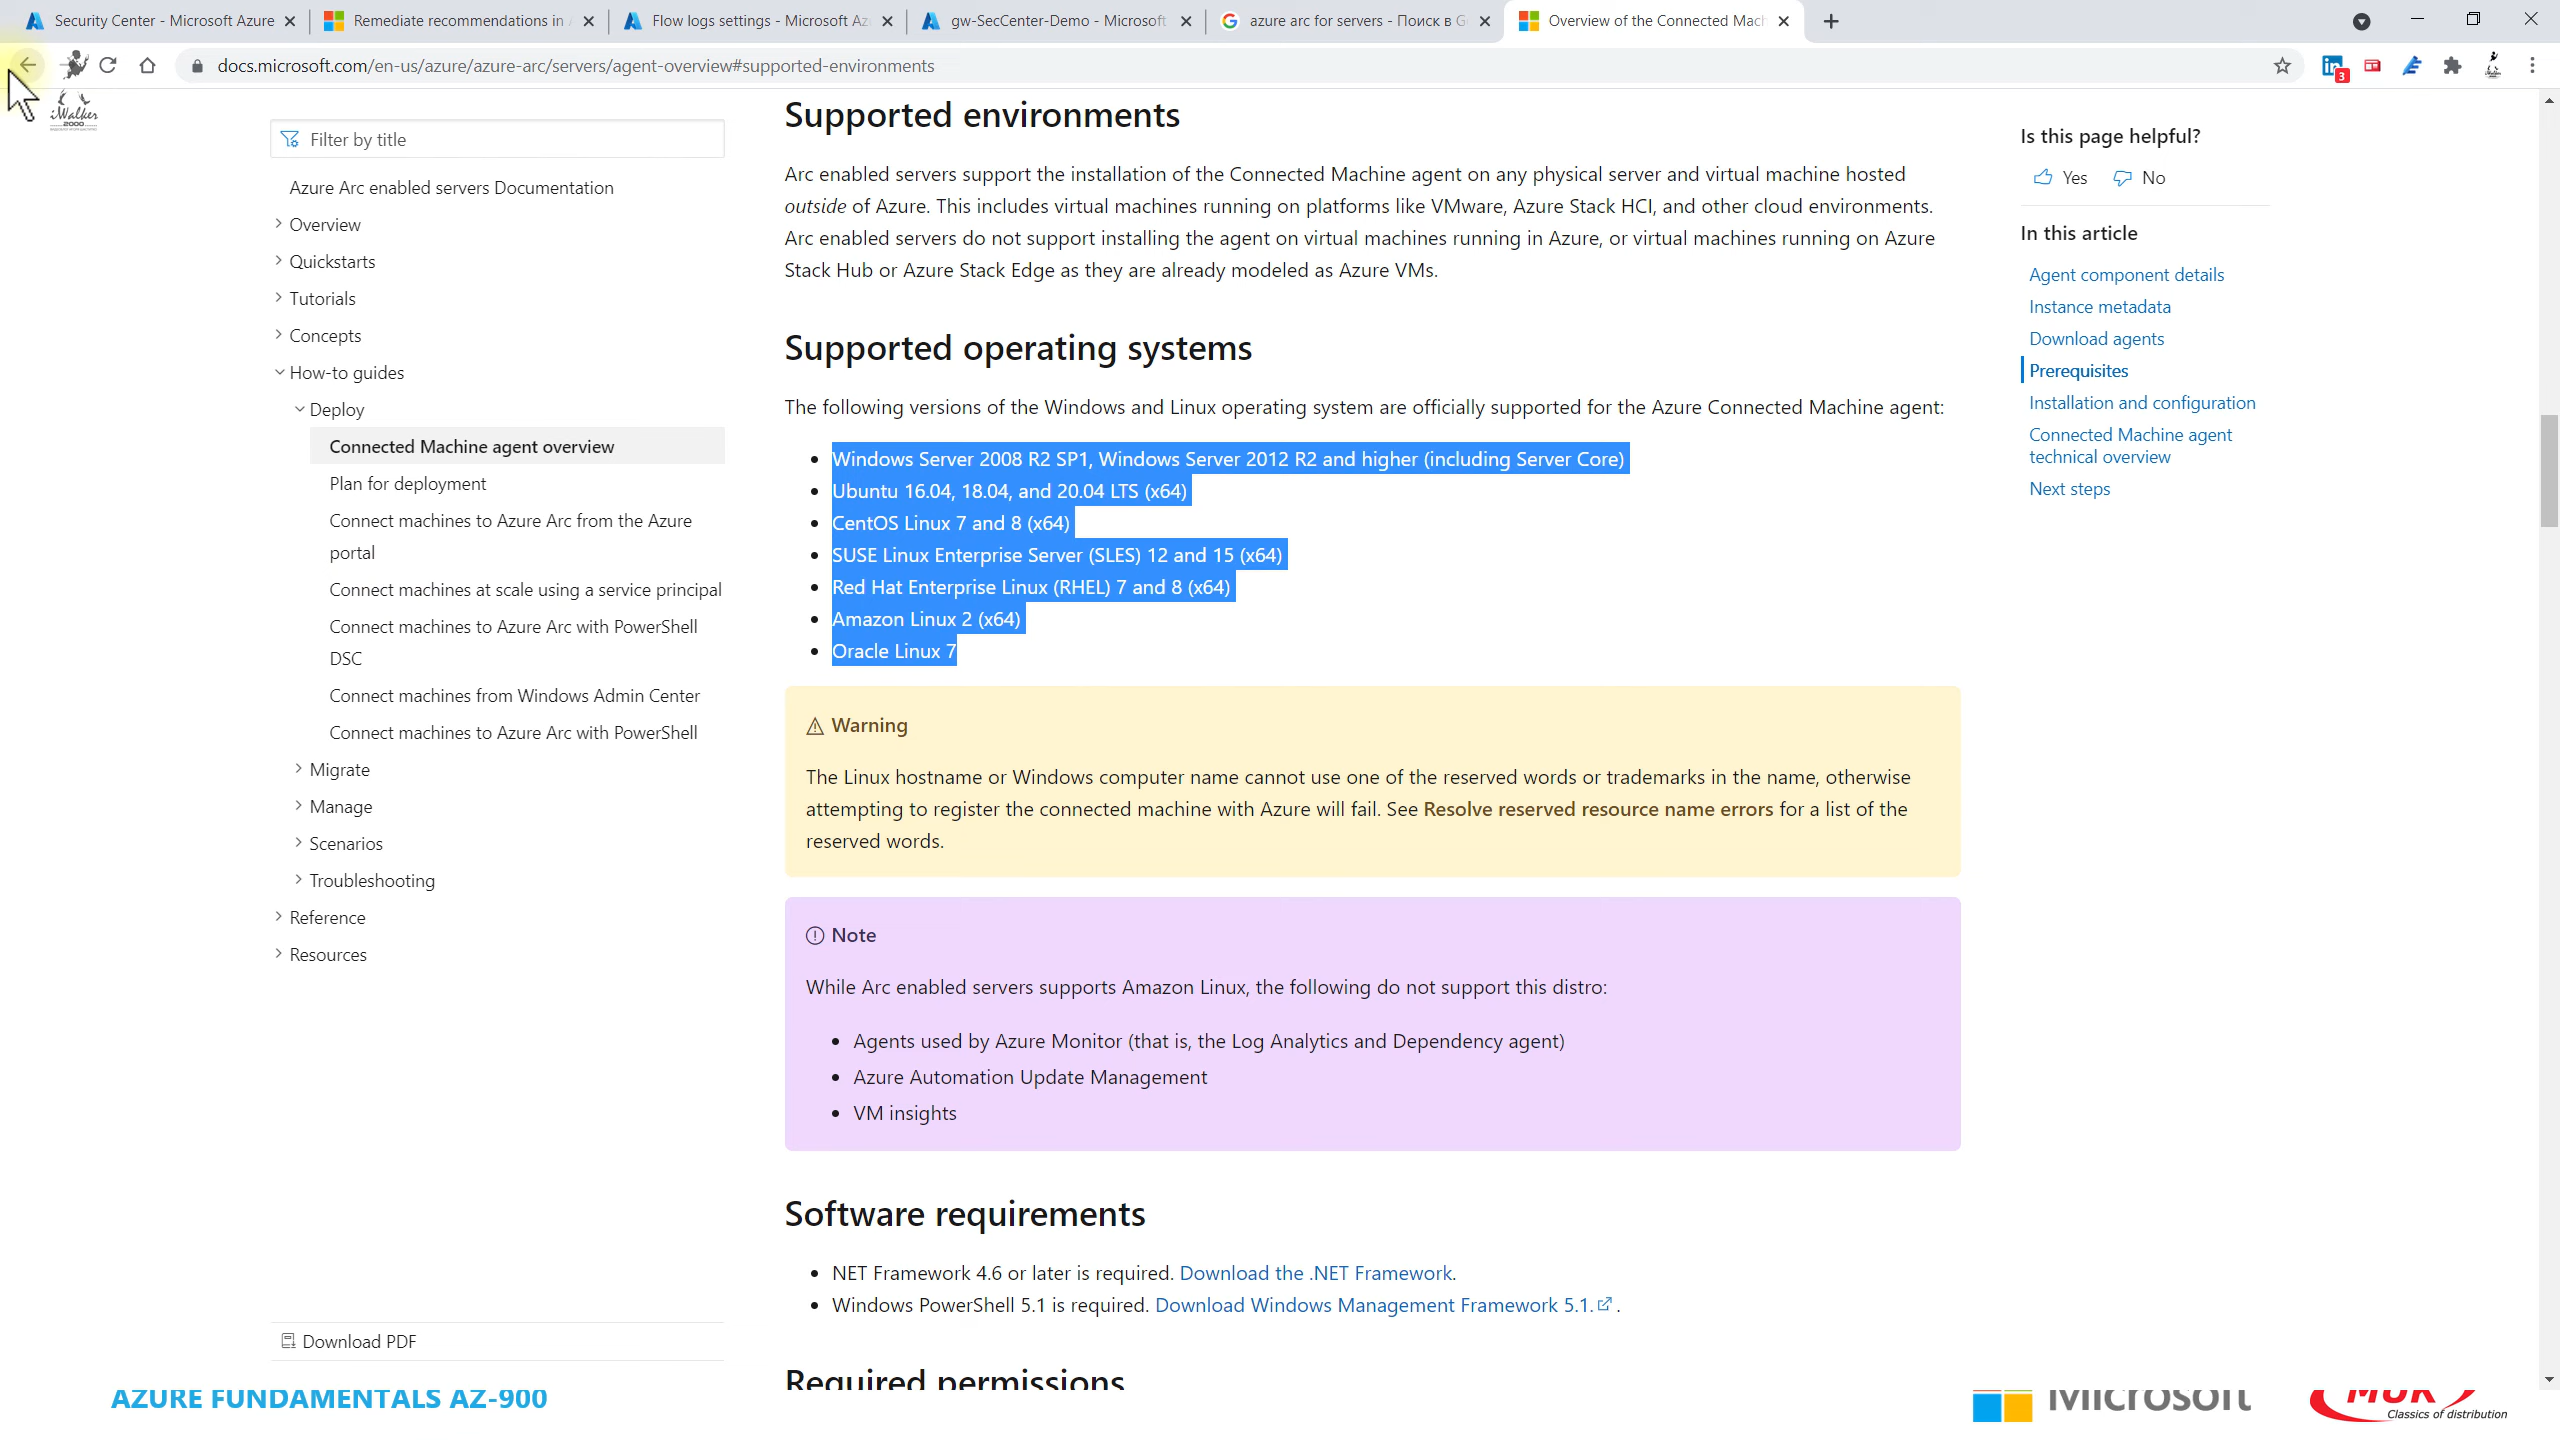 Security Center - Microsoft Azure
Remediate recommendations in
Flow logs settings - Microsoft Az
gw-SecCenter-Demo - Microsoft
azure arc for servers - Поиск в G
Overview of the Connected Mach
docs.microsoft.com/en-us/azure/azure-arc/servers/agent-overview#supported-environments
3
iWalker
2000
Filter by title
Azure Arc enabled servers Documentation
Overview
Quickstarts
Tutorials
Concepts
How-to guides
Deploy
Connected Machine agent overview
Plan for deployment
Connect machines to Azure Arc from the Azure
portal
Connect machines at scale using a service principal
Connect machines to Azure Arc with PowerShell
DSC
Connect machines from Windows Admin Center
Connect machines to Azure Arc with PowerShell
Migrate
Manage
Scenarios
Troubleshooting
Reference
Resources
Download PDF
Supported environments
Arc enabled servers support the installation of the Connected Machine agent on any physical server and virtual machine hosted
outside of Azure. This includes virtual machines running on platforms like VMware, Azure Stack HCI, and other cloud environments.
Arc enabled servers do not support installing the agent on virtual machines running in Azure, or virtual machines running on Azure
Stack Hub or Azure Stack Edge as they are already modeled as Azure VMs.
Supported operating systems
The following versions of the Windows and Linux operating system are officially supported for the Azure Connected Machine agent:
• Windows Server 2008 R2 SP1, Windows Server 2012 R2 and higher (including Server Core)
• Ubuntu 16.04, 18.04, and 20.04 LTS (x64)
• CentOS Linux 7 and 8 (x64)
• SUSE Linux Enterprise Server (SLES) 12 and 15 (x64)
• Red Hat Enterprise Linux (RHEL) 7 and 8 (x64)
• Amazon Linux 2 (x64)
• Oracle Linux 7
Warning
The Linux hostname or Windows computer name cannot use one of the reserved words or trademarks in the name, otherwise
attempting to register the connected machine with Azure will fail. See Resolve reserved resource name errors for a list of the
reserved words.
Note
While Arc enabled servers supports Amazon Linux, the following do not support this distro:
• Agents used by Azure Monitor (that is, the Log Analytics and Dependency agent)
• Azure Automation Update Management
• VM insights
Software requirements
• NET Framework 4.6 or later is required. Download the .NET Framework.
• Windows PowerShell 5.1 is required. Download Windows Management Framework 5.1. .
Required permissions
Is this page helpful?
Yes No
In this article
Agent component details
Instance metadata
Download agents
Prerequisites
Installation and configuration
Connected Machine agent
technical overview
Next steps
AZURE FUNDAMENTALS AZ-900
Microsoft
MUK
Classics of distribution